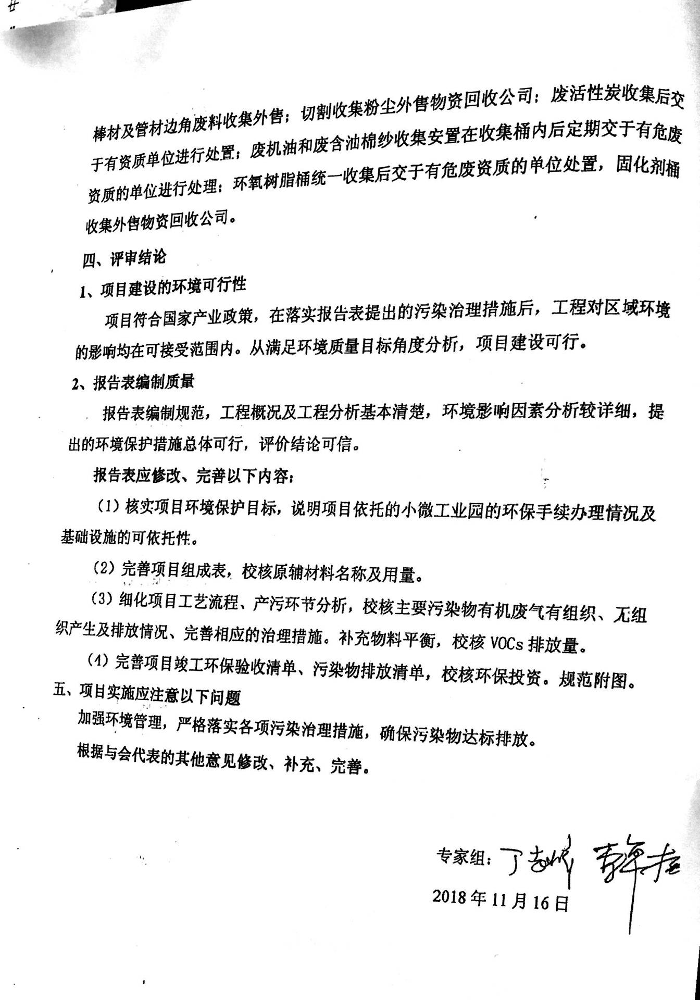 棒材及管材边角废料收集外售；切割收集粉尘外售物资回收公司；废活性炭收集后交
于有资质单位进行处置；废机油和废含油棉纱收集安置在收集桶内后定期交于有危废
资质的单位进行处理；环氧树脂桶统一收集后交于有危废资质的单位处置，固化剂桶
收集外售物资回收公司。
四、评审结论
1、项目建设的环境可行性
项目符合国家产业政策，在落实报告表提出的污染治理措施后，工程对区域环境
的影响均在可接受范围内。从满足环境质量目标角度分析，项目建设可行。
2、报告表编制质量
报告表编制规范，工程概况及工程分析基本清楚，环境影响因素分析较详细，提
出的环境保护措施总体可行，评价结论可信。
报告表应修改、完善以下内容：
（1）核实项目环境保护目标，说明项目依托的小微工业园的环保手续办理情况及
基础设施的可依托性。
（2）完善项目组成表，校核原辅材料名称及用量。
（3）细化项目工艺流程、产污环节分析，校核主要污染物有机废气有组织、无组
织产生及排放情况、完善相应的治理措施。补充物料平衡，校核 VOCs 排放量。
（4）完善项目竣工环保验收清单、污染物排放清单，校核环保投资。规范附图。
五、项目实施应注意以下问题
加强环境管理，严格落实各项污染治理措施，确保污染物达标排放。
根据与会代表的其他意见修改、补充、完善。
专家组：
2018 年 11 月 16 日